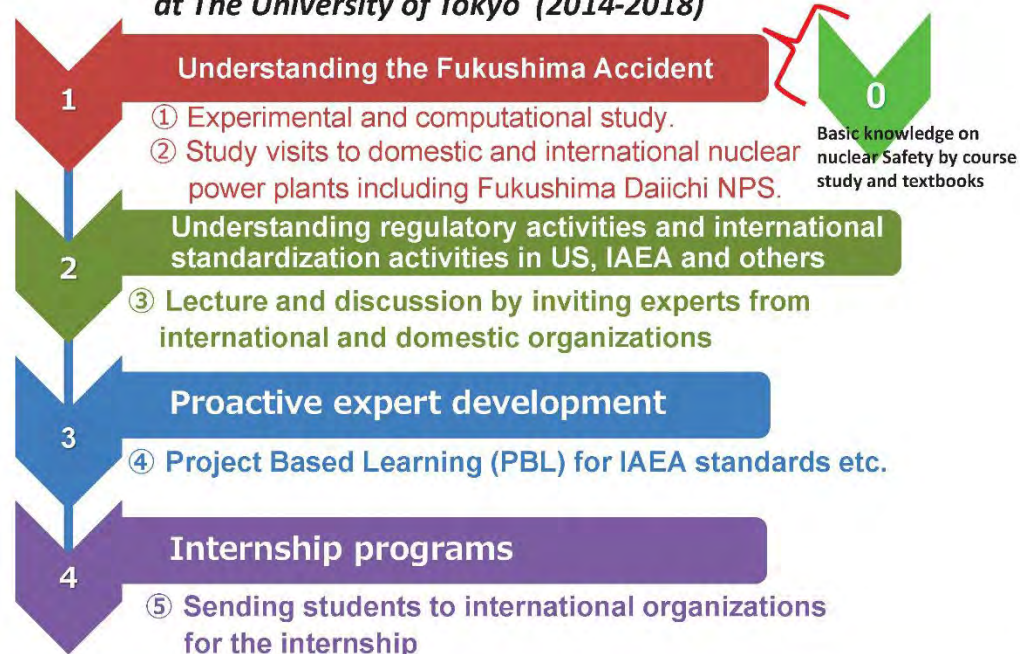 at The University of Tokyo (2014-2018)
1
Understanding the Fukushima Accident
① Experimental and computational study.
② Study visits to domestic and international nuclear
power plants including Fukushima Daiichi NPS.
0
Basic knowledge on
nuclear Safety by course
study and textbooks
2
Understanding regulatory activities and international
standardization activities in US, IAEA and others
③ Lecture and discussion by inviting experts from
international and domestic organizations
3
Proactive expert development
④ Project Based Learning (PBL) for IAEA standards etc.
4
Internship programs
⑤ Sending students to international organizations
for the internship